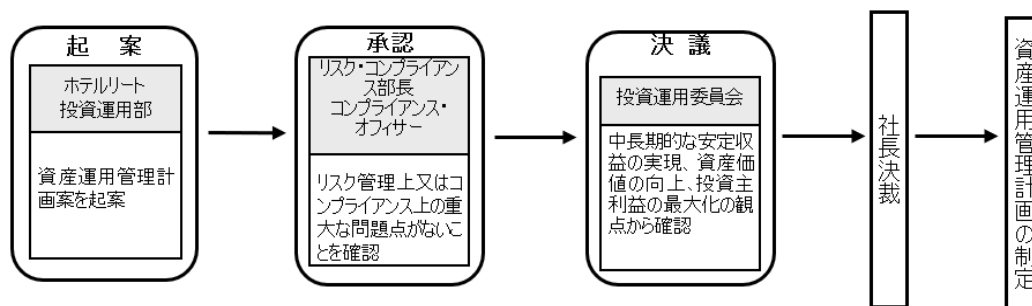 起　案
ホテルリート
投資運用部
資産運用管理計
画案を起案
承認
リスク・コンプライアン
ス部長
コンプライアンス・
オフィサー
リスク管理上又はコ
ンプライアンス上の重
大な問題点がないこ
とを確認
決　議
投資運用委員会
中長期的な安定収
益の実現、資産価
値の向上、投資主
利益の最大化の観
点から確認
社長決裁
資産運用管理計画の制定